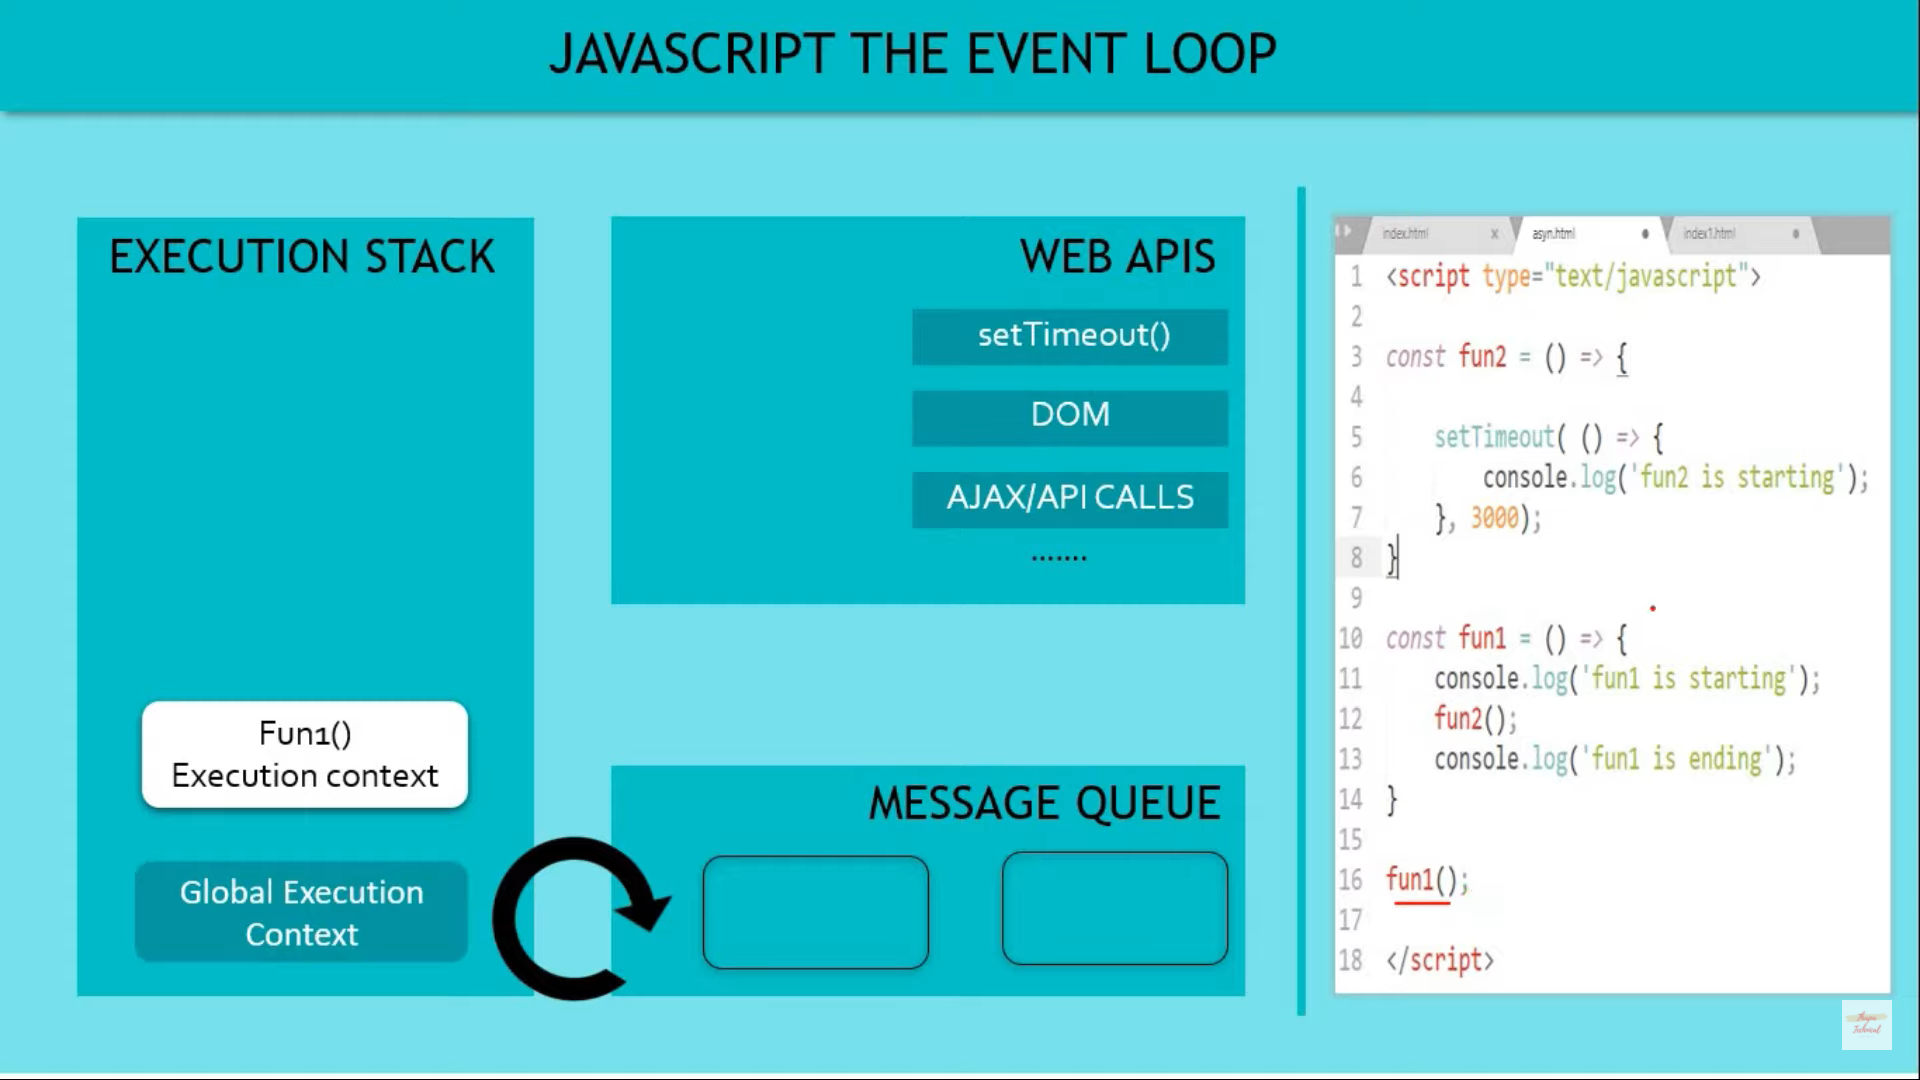 JAVASCRIPT THE EVENT LOOP
EXECUTION STACK
Fun1()
Execution context
Global Execution
Context
WEB APIS
setTimeout()
DOM
AJAX/API CALLS
.......
MESSAGE QUEUE
index.html x asyn.html index1.html
1 <script type="text/javascript">
2
3 const fun2 = () => {
4
5 setTimeout( () => {
6 console.log('fun2 is starting');
7 }, 3000);
8 }
9
10 const fun1 = () => {
11 console.log('fun1 is starting');
12 fun2();
13 console.log('fun1 is ending');
14 }
15
16 fun1();
17
18 </script>
Technical